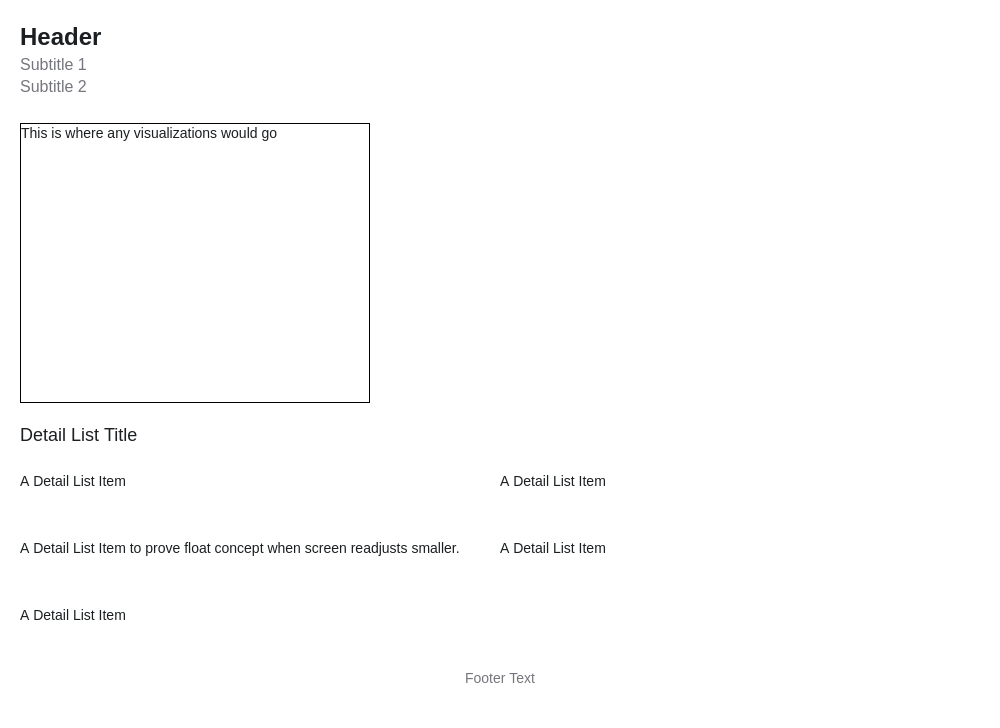 Header
Subtitle 1
Subtitle 2
This is where any visualizations would go
Detail List Title
A Detail List Item
A Detail List Item
A Detail List Item to prove float concept when screen readjusts smaller.
A Detail List Item
A Detail List Item
Footer Text